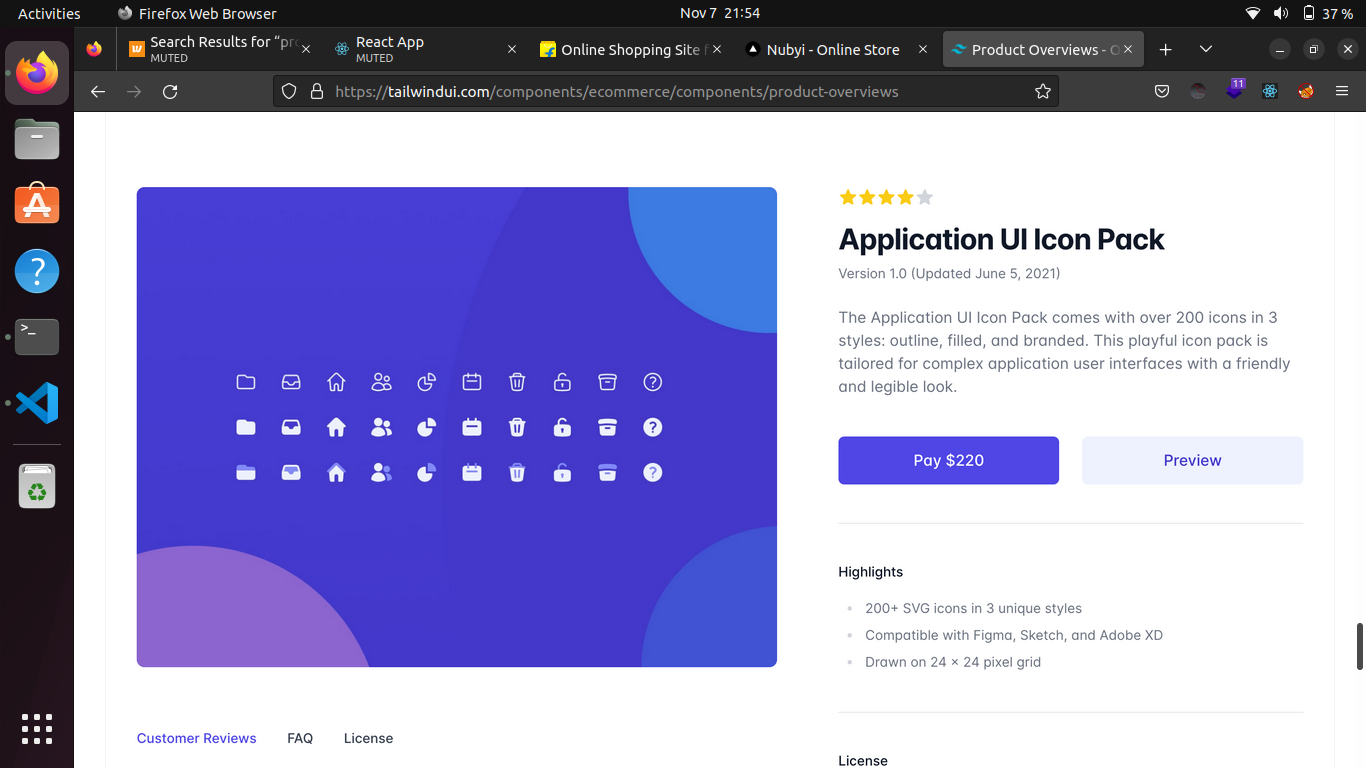 Activities
Firefox Web Browser
Nov 7 21:54
37 %
Search Results for “pr
MUTED
React App
MUTED
Online Shopping Site f
Nubyi - Online Store
Product Overviews - O
https://tailwindui.com/components/ecommerce/components/product-overviews
11
Application UI Icon Pack
Version 1.0 (Updated June 5, 2021)
The Application UI Icon Pack comes with over 200 icons in 3
styles: outline, filled, and branded. This playful icon pack is
tailored for complex application user interfaces with a friendly
and legible look.
Pay $220
Preview
Highlights
200+ SVG icons in 3 unique styles
Compatible with Figma, Sketch, and Adobe XD
Drawn on 24 × 24 pixel grid
Customer Reviews
FAQ
License
License